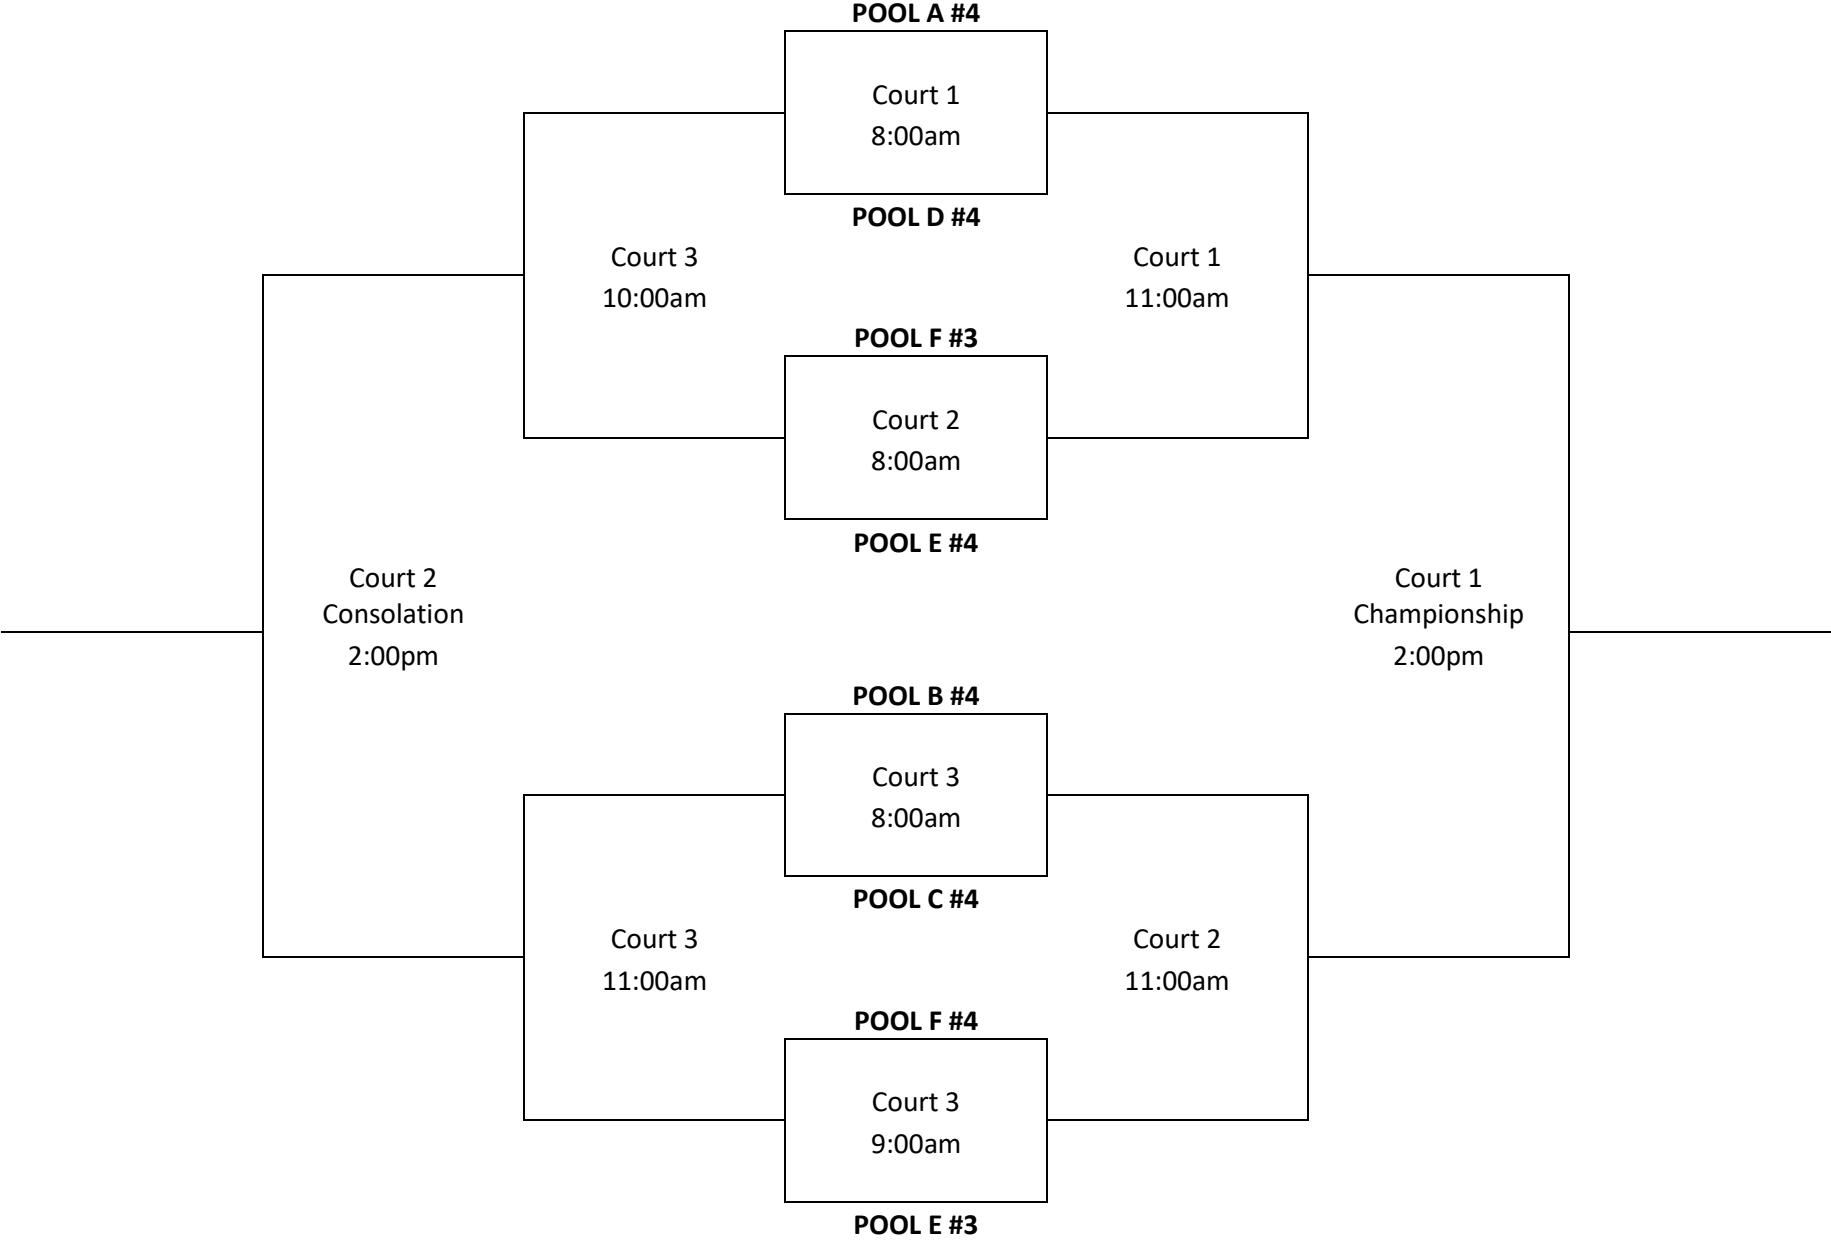 POOL A #4
Court 1
8:00am
POOL D #4
Court 3
10:00am
Court 1
11:00am
POOL F #3
Court 2
8:00am
POOL E #4
Court 2
Consolation
2:00pm
Court 1
Championship
2:00pm
POOL B #4
Court 3
8:00am
POOL C #4
Court 3
11:00am
Court 2
11:00am
POOL F #4
Court 3
9:00am
POOL E #3